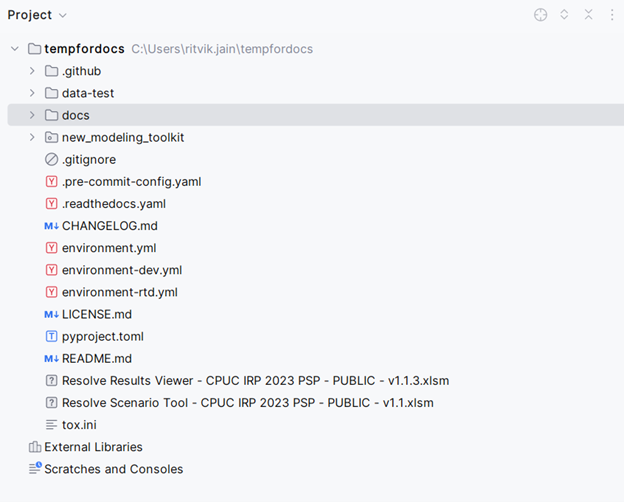 Project
tempfordocs C:\Users\ritvik.jain\tempfordocs
.github
data-test
docs
new_modeling_toolkit
.gitignore
.pre-commit-config.yaml
.readthedocs.yaml
CHANGELOG.md
environment.yml
environment-dev.yml
environment-rtd.yml
LICENSE.md
pyproject.toml
README.md
Resolve Results Viewer - CPUC IRP 2023 PSP - PUBLIC - v1.1.3.xlsm
Resolve Scenario Tool - CPUC IRP 2023 PSP - PUBLIC - v1.1.xlsm
tox.ini
External Libraries
Scratches and Consoles